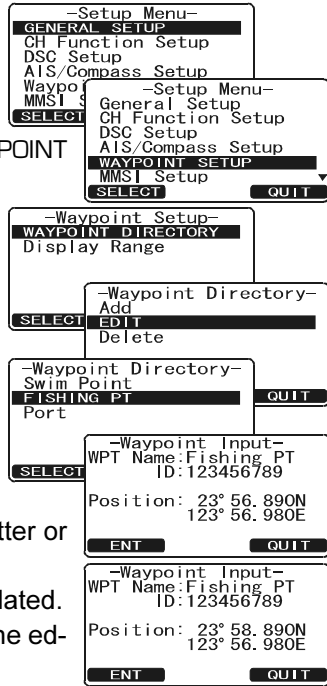 -Setup Menu-
GENERAL SETUP
CH Function Setup
DSC Setup
AIS/Compass Setup
Waypoi
MMSI S
SELECT
-Setup Menu-
General Setup
CH Function Setup
DSC Setup
AIS/Compass Setup
WAYPOINT SETUP
MMSI Setup
SELECT
QUIT
POINT
-Waypoint Setup-
WAYPOINT DIRECTORY
Display Range
SELECT
-Waypoint Directory-
Add
EDIT
Delete
QUIT
-Waypoint Directory-
Swim Point
FISHING PT
Port
SELECT
-Waypoint Input-
WPT Name:Fishing PT
ID:123456789
Position: 23°56.890N
123°56.980E
ENT
QUIT
tter or
lated.
ne ed-
-Waypoint Input-
WPT Name:Fishing PT
ID:123456789
Position: 23°58.890N
123°56.980E
ENT
QUIT